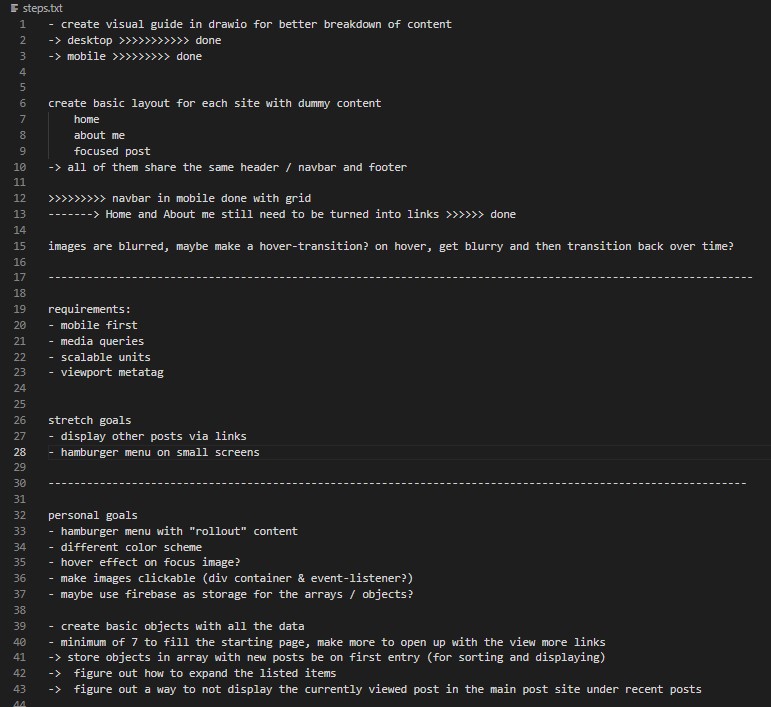 steps.txt
1 - create visual guide in drawio for better breakdown of content
2 -> desktop >>>>>>>>>>> done
3 -> mobile >>>>>>>>> done
4
5
6 create basic layout for each site with dummy content
7 home
8 about me
9 focused post
10 -> all of them share the same header / navbar and footer
11
12 >>>>>>>>> navbar in mobile done with grid
13 -------> Home and About me still need to be turned into links >>>>>> done
14
15 images are blurred, maybe make a hover-transition? on hover, get blurry and then transition back over time?
16
17 --------------------------------------------------------------------------------------------------------------
18
19 requirements:
20 - mobile first
21 - media queries
22 - scalable units
23 - viewport metatag
24
25
26 stretch goals
27 - display other posts via links
28 - hamburger menu on small screens
29
30 -------------------------------------------------------------------------------------------------------------
31
32 personal goals
33 - hamburger menu with "rollout" content
34 - different color scheme
35 - hover effect on focus image?
36 - make images clickable (div container & event-listener?)
37 - maybe use firebase as storage for the arrays / objects?
38
39 - create basic objects with all the data
40 - minimum of 7 to fill the starting page, make more to open up with the view more links
41 -> store objects in array with new posts be on first entry (for sorting and displaying)
42 ->  figure out how to expand the listed items
43 ->  figure out a way to not display the currently viewed post in the main post site under recent posts
44